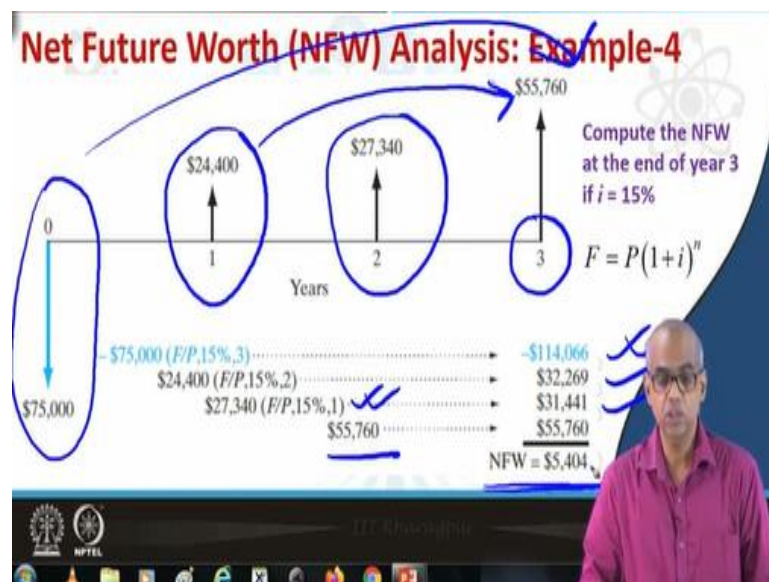 Net Future Worth (NFW) Analysis: Example-4
$55,760
$27,340
$24,400
Compute the NFW
at the end of year 3
if i = 15%
0
1
2
3
F = P(1+i)^n
Years
$75,000
– $75,000 (F/P,15%,3) –$114,066
$24,400 (F/P,15%,2) $32,269
$27,340 (F/P,15%,1) $31,441
$55,760 $55,760
NFW = $5,404
NPTEL